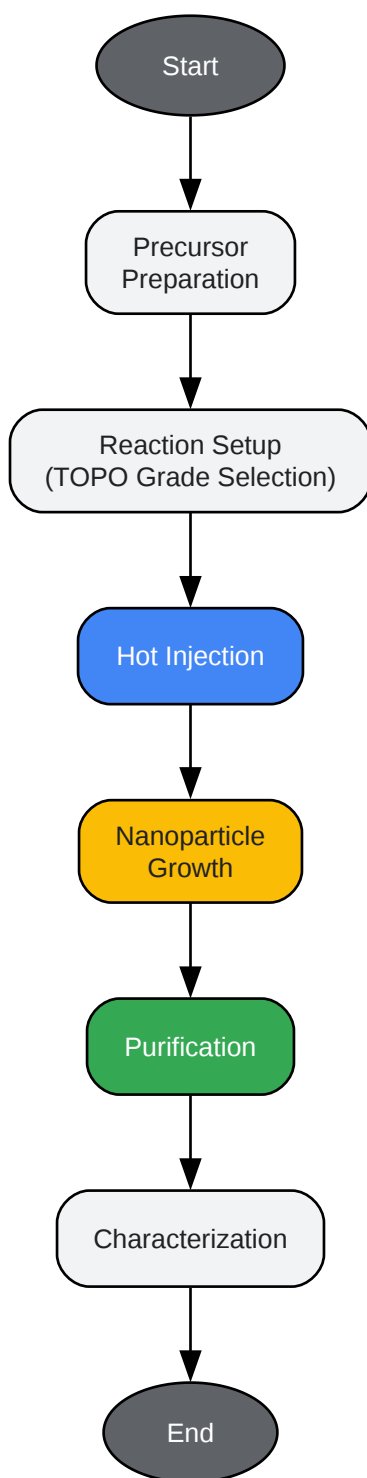 Start
Precursor
Preparation
Reaction Setup
(TOPO Grade Selection)
Hot Injection
Nanoparticle
Growth
Purification
Characterization
End